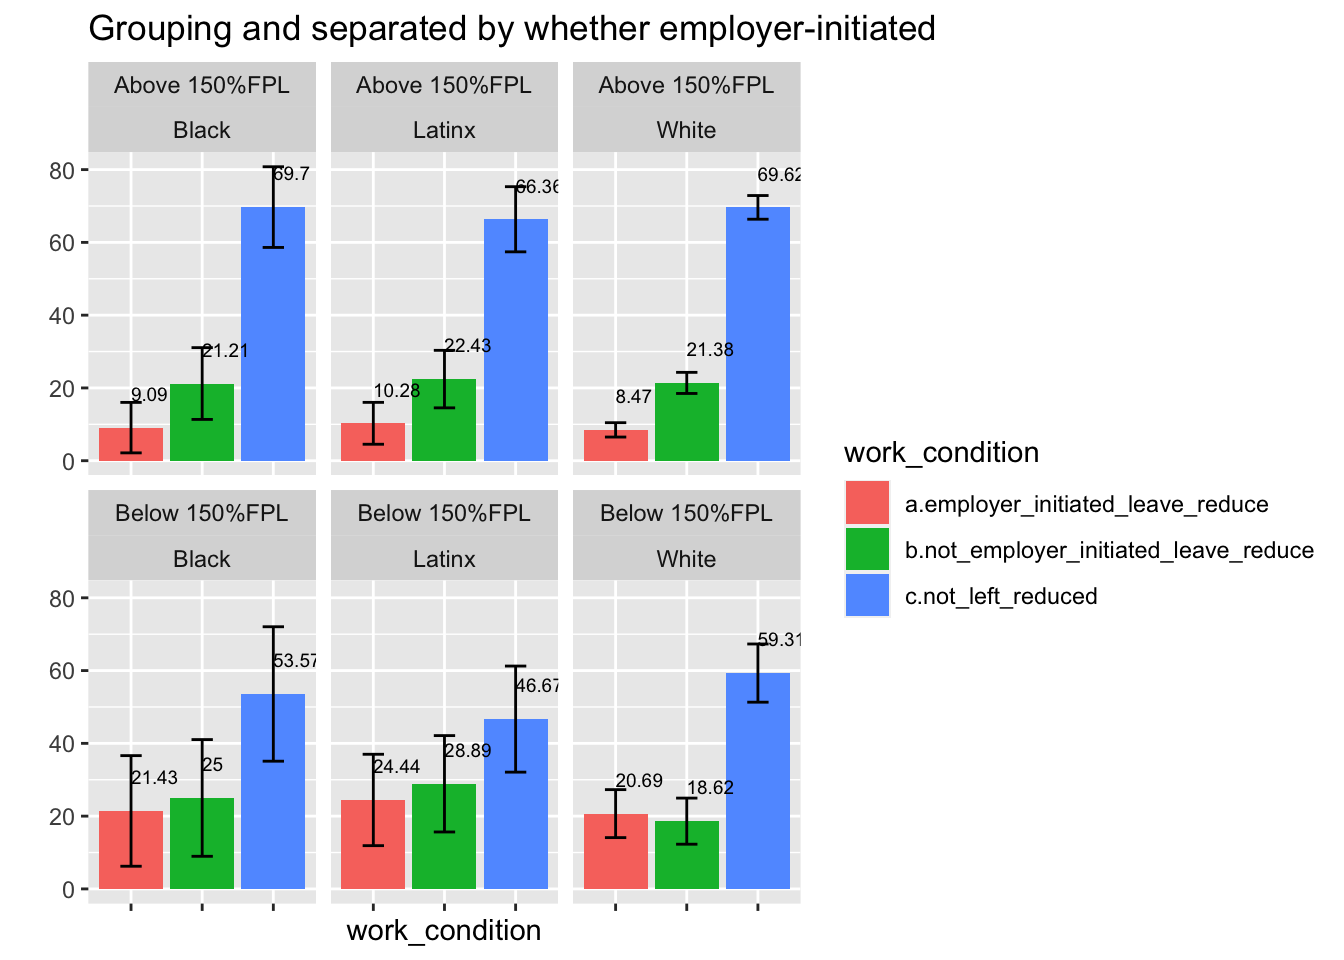 Grouping and separated by whether employer-initiated
Above 150%FPL Above 150%FPL Above 150%FPL
Black Latinx White
80
60
40
20
0
9.09 21.21 69.7
10.28 22.43 66.36
8.47 21.38 69.62
Below 150%FPL Below 150%FPL Below 150%FPL
Black Latinx White
80
60
40
20
0
21.43 25 53.57
24.44 28.89 46.67
20.69 18.62 59.31
work_condition
work_condition
a.employer_initiated_leave_reduce
b.not_employer_initiated_leave_reduce
c.not_left_reduced